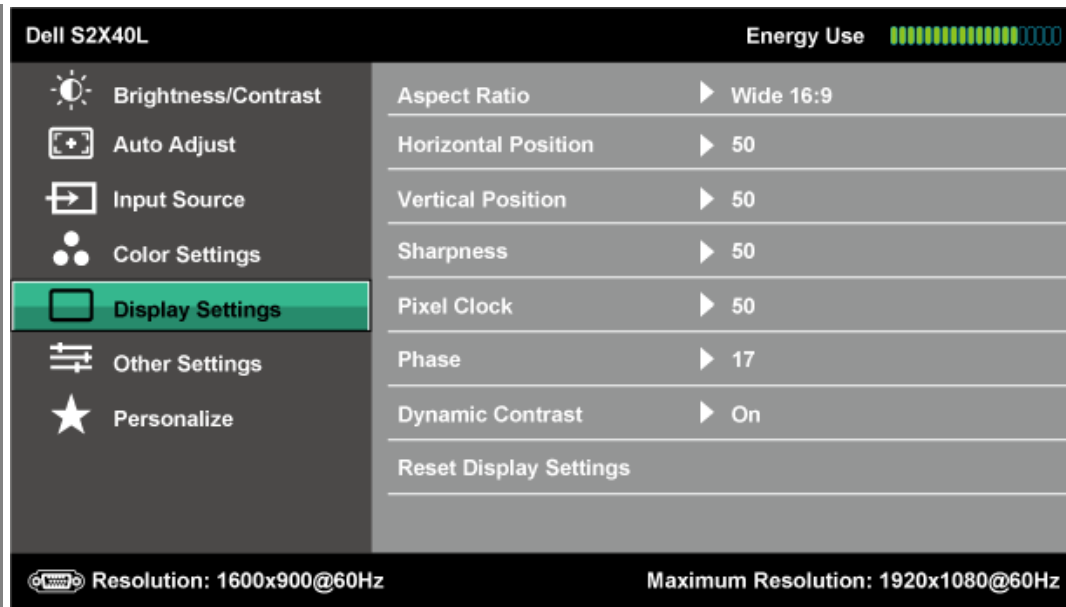 Dell S2X40L Energy Use
Brightness/Contrast Aspect Ratio Wide 16:9
Auto Adjust Horizontal Position 50
Input Source Vertical Position 50
Color Settings Sharpness 50
Display Settings Pixel Clock 50
Other Settings Phase 17
Personalize Dynamic Contrast On
Reset Display Settings
Resolution: 1600x900@60Hz Maximum Resolution: 1920x1080@60Hz